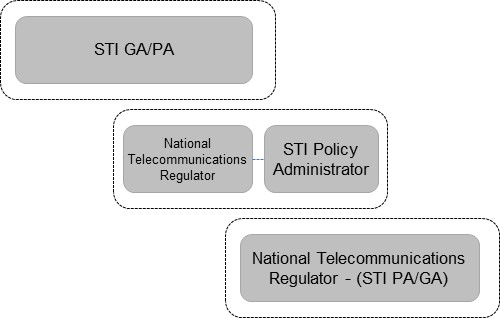 STI GA/PA
National
Telecommunications
Regulator
STI Policy
Administrator
National Telecommunications
Regulator - (STI PA/GA)